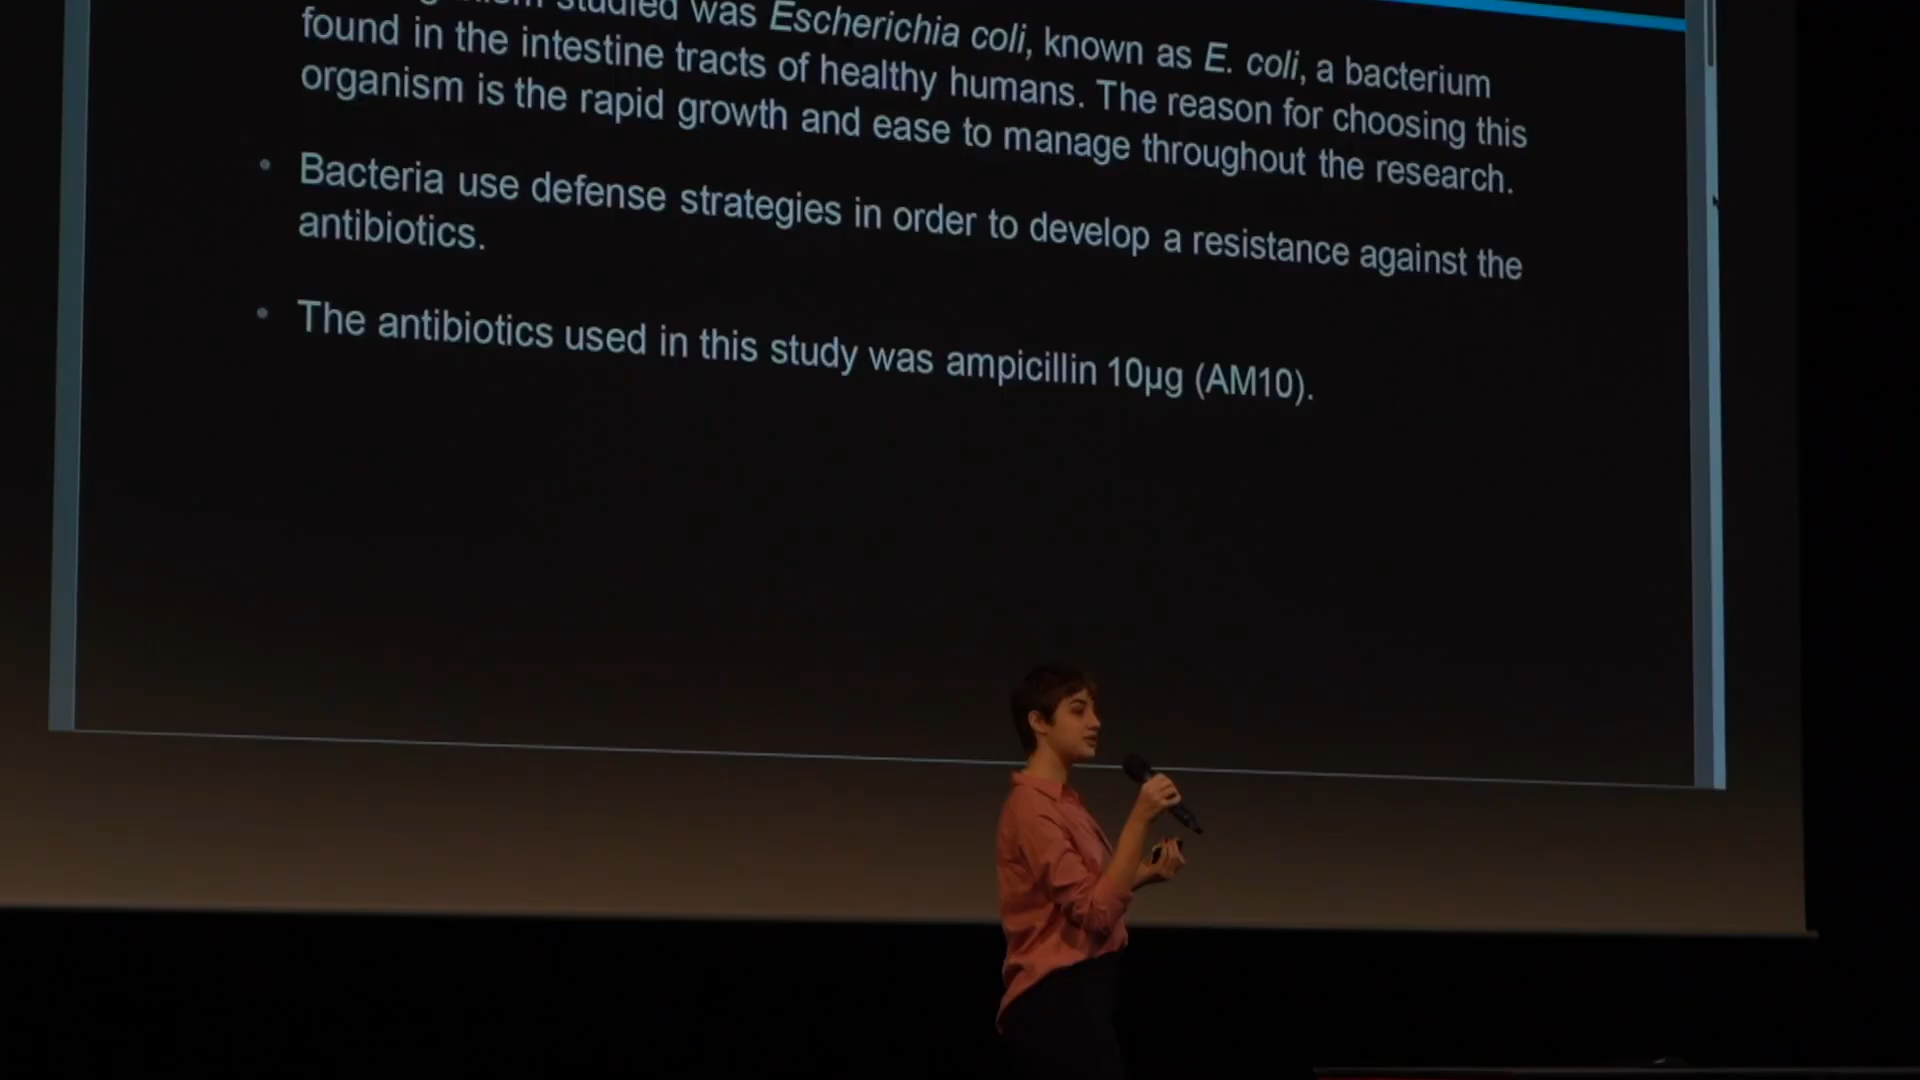 studied was Escherichia coli, known as E. coli, a bacterium
found in the intestine tracts of healthy humans. The reason for choosing this
organism is the rapid growth and ease to manage throughout the research.
• Bacteria use defense strategies in order to develop a resistance against the
antibiotics.
• The antibiotics used in this study was ampicillin 10µg (AM10).